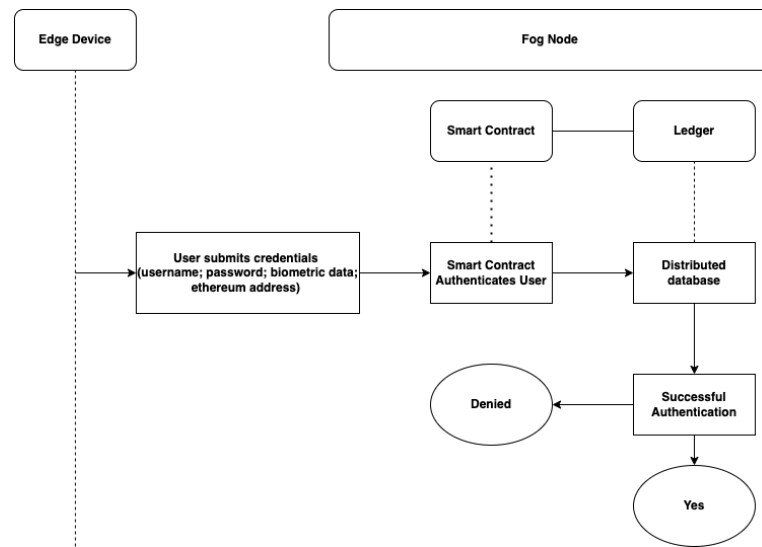 Edge Device
Fog Node
Smart Contract
Ledger
User submits credentials
(username; password; biometric data;
ethereum address)
Smart Contract
Authenticates User
Distributed
database
Denied
Successful
Authentication
Yes